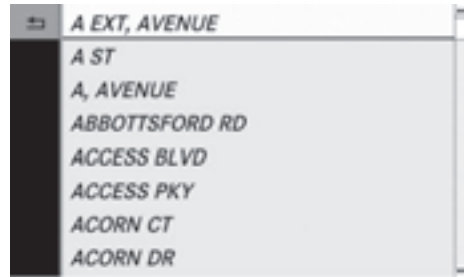 A EXT, AVENUE
A ST
A, AVENUE
ABBOTTSFORD RD
ACCESS BLVD
ACCESS PKY
ACORN CT
ACORN DR